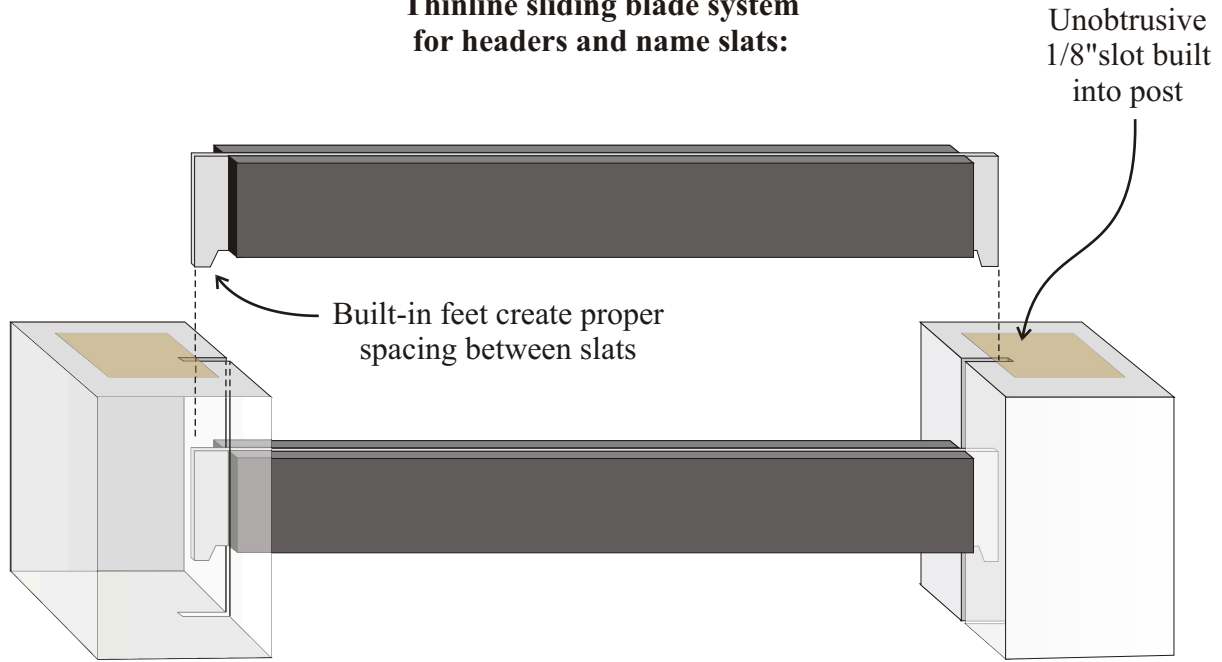 Thinline sliding blade system
for headers and name slats:
Unobtrusive
1/8"slot built
into post
Built-in feet create proper
spacing between slats